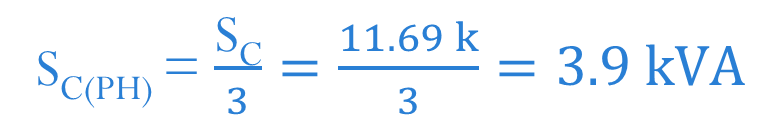 S_C(PH) = S_C/3 = 11.69 k/3 = 3.9 kVA